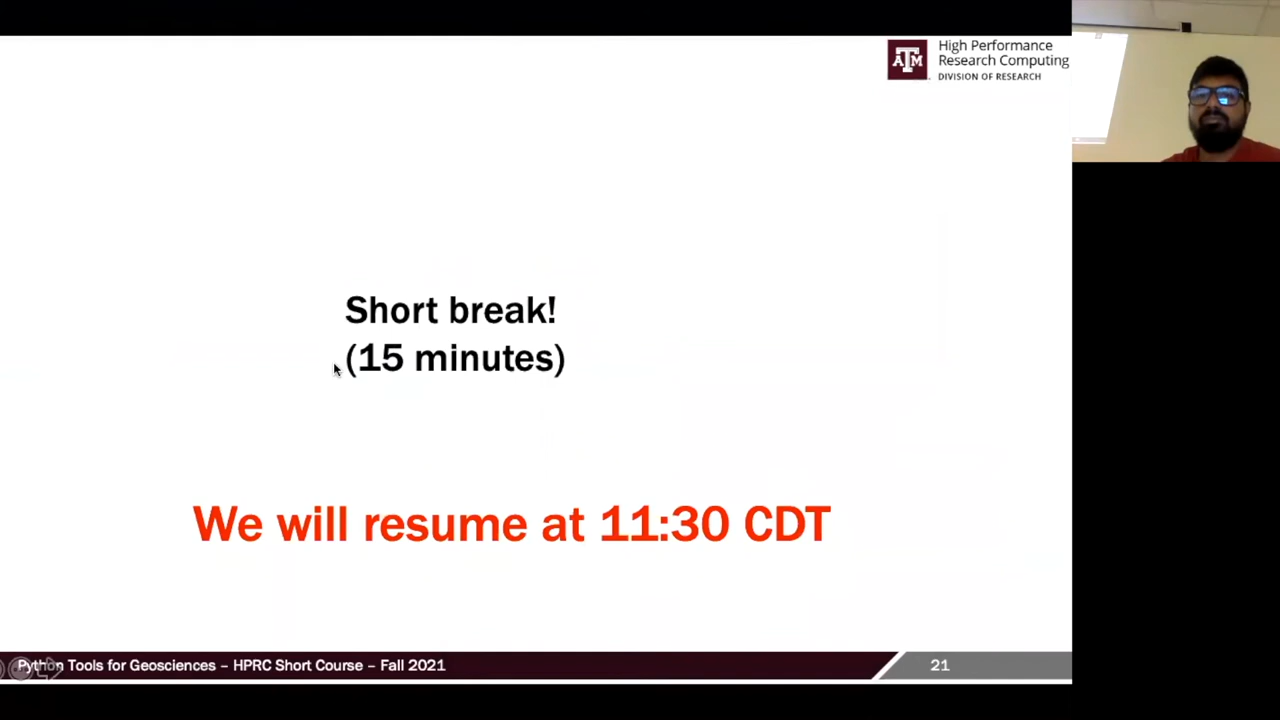 ATM
High Performance
Research Computing
DIVISION OF RESEARCH
Short break!
(15 minutes)
We will resume at 11:30 CDT
Python Tools for Geosciences – HPRC Short Course – Fall 2021
21